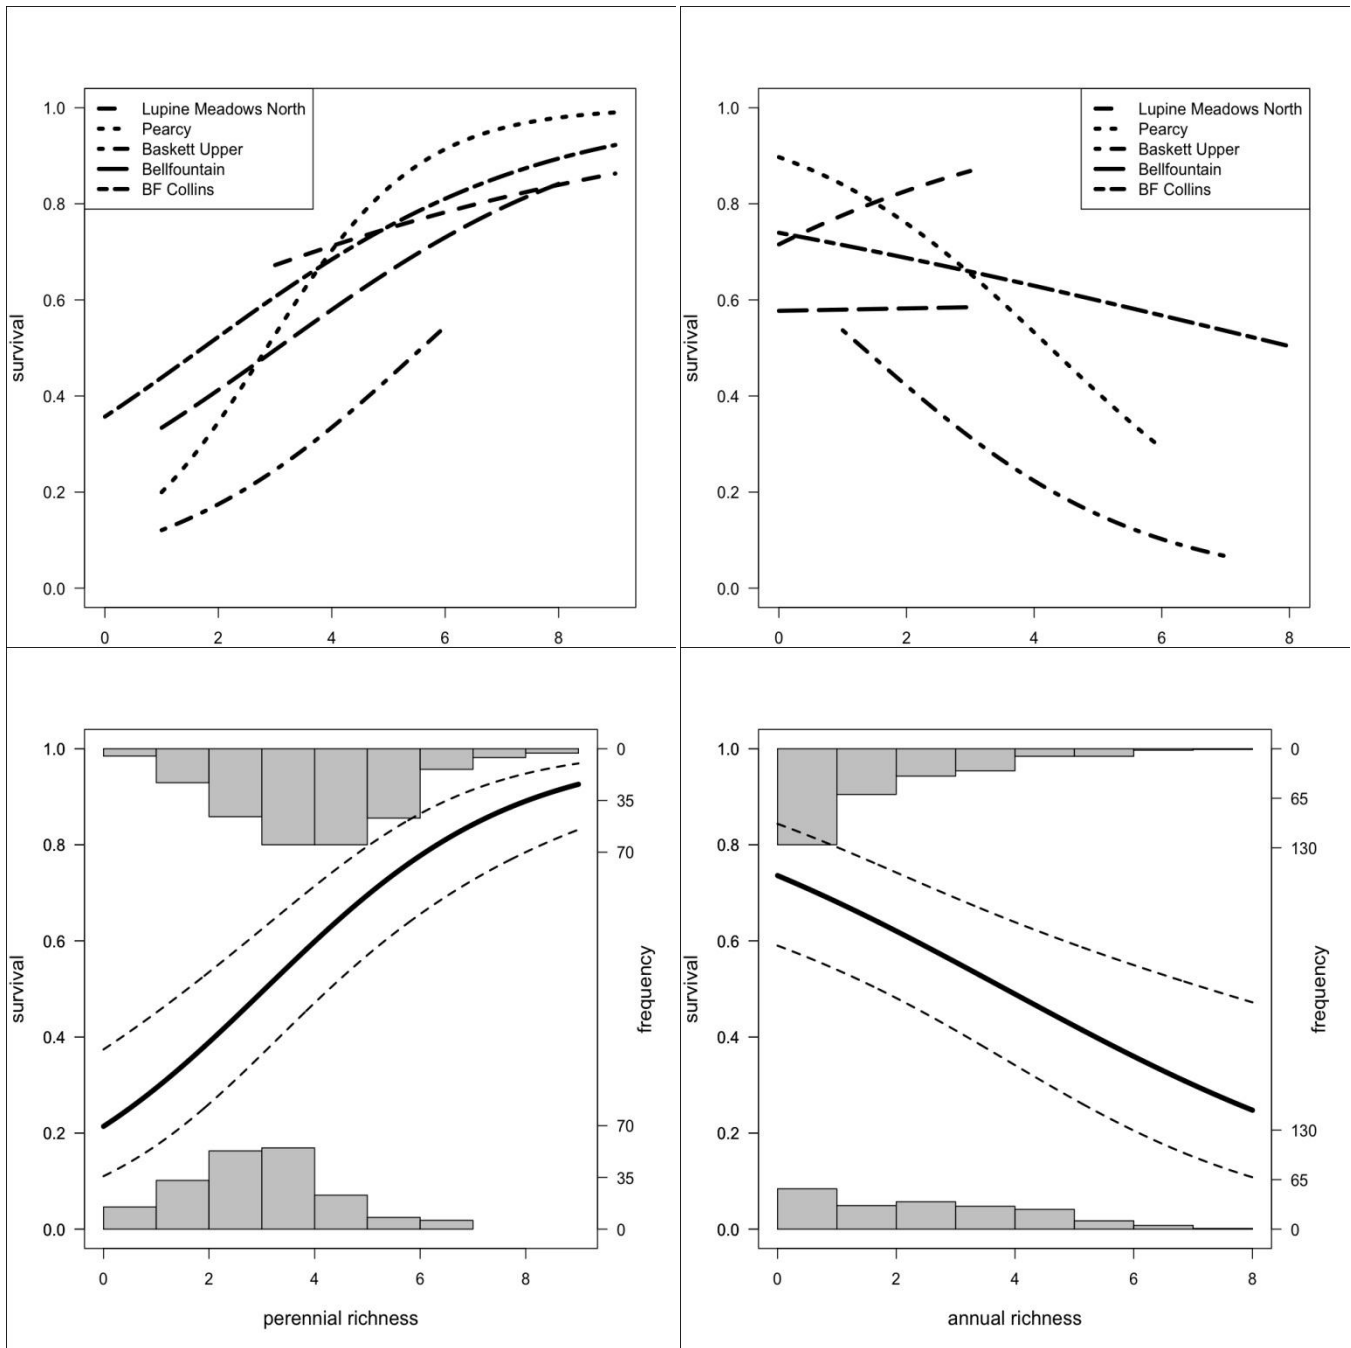 Lupine Meadows North
Pearcy
Baskett Upper
Bellfountain
BF Collins
1.0
0.8
0.6
0.4
0.2
0.0
survival
0 2 4 6 8
Lupine Meadows North
Pearcy
Baskett Upper
Bellfountain
BF Collins
1.0
0.8
0.6
0.4
0.2
0.0
survival
0 2 4 6 8
1.0
0.8
0.6
0.4
0.2
0.0
survival
0
35
70
70
35
0
frequency
0 2 4 6 8
perennial richness
1.0
0.8
0.6
0.4
0.2
0.0
survival
0
65
130
130
65
0
frequency
0 2 4 6 8
annual richness